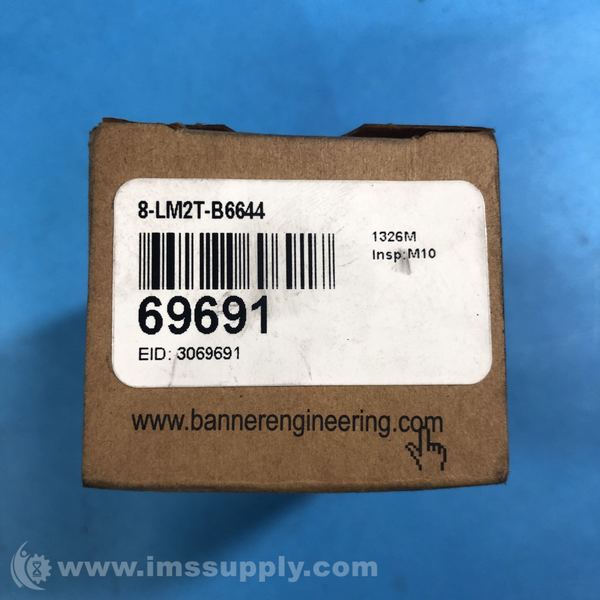 8-LM2T-B6644
1326M
Insp:M10
69691
EID: 3069691
www.bannerengineering.com
www.imssupply.com